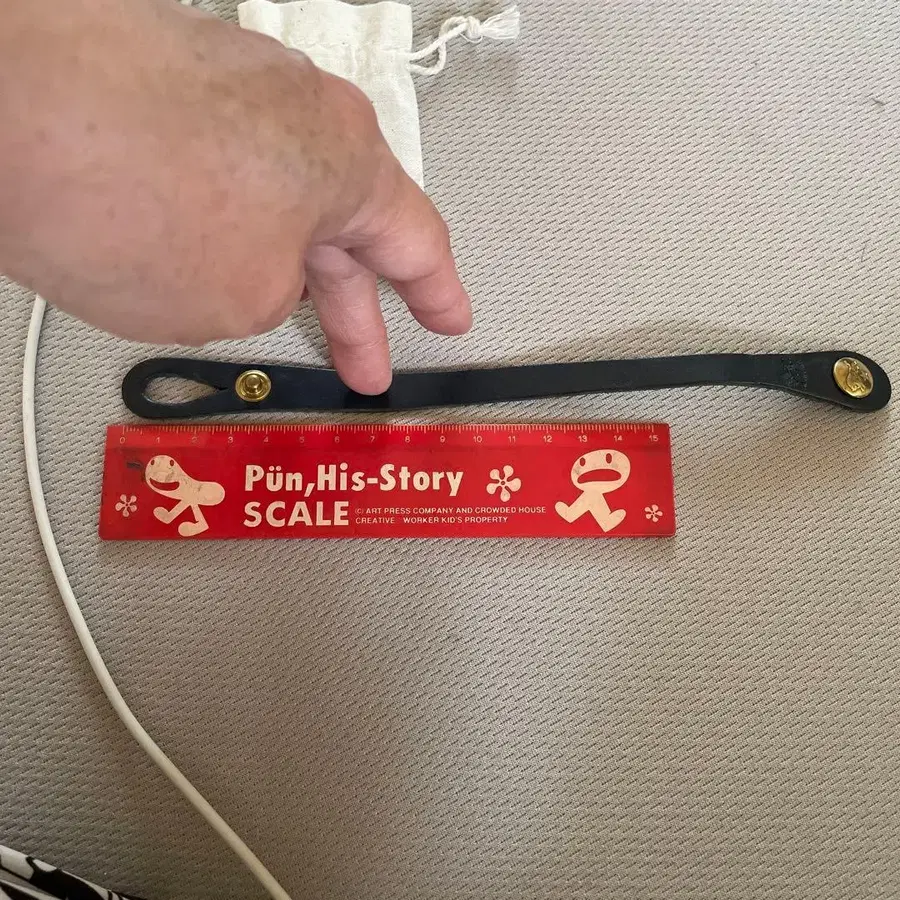 0 1 2 3 4 5 6 7 8 9 10 11 12 13 14 15
Pün,His-Story
SCALE
(C) ART PRESS COMPANY AND CROWDED HOUSE
CREATIVE WORKER KID'S PROPERTY